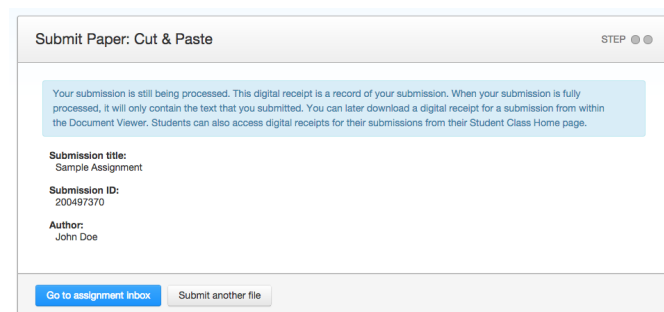 Submit Paper: Cut & Paste
STEP
Your submission is still being processed. This digital receipt is a record of your submission. When your submission is fully
processed, it will only contain the text that you submitted. You can later download a digital receipt for a submission from within
the Document Viewer. Students can also access digital receipts for their submissions from their Student Class Home page.
Submission title:
Sample Assignment
Submission ID:
200497370
Author:
John Doe
Go to assignment inbox
Submit another file